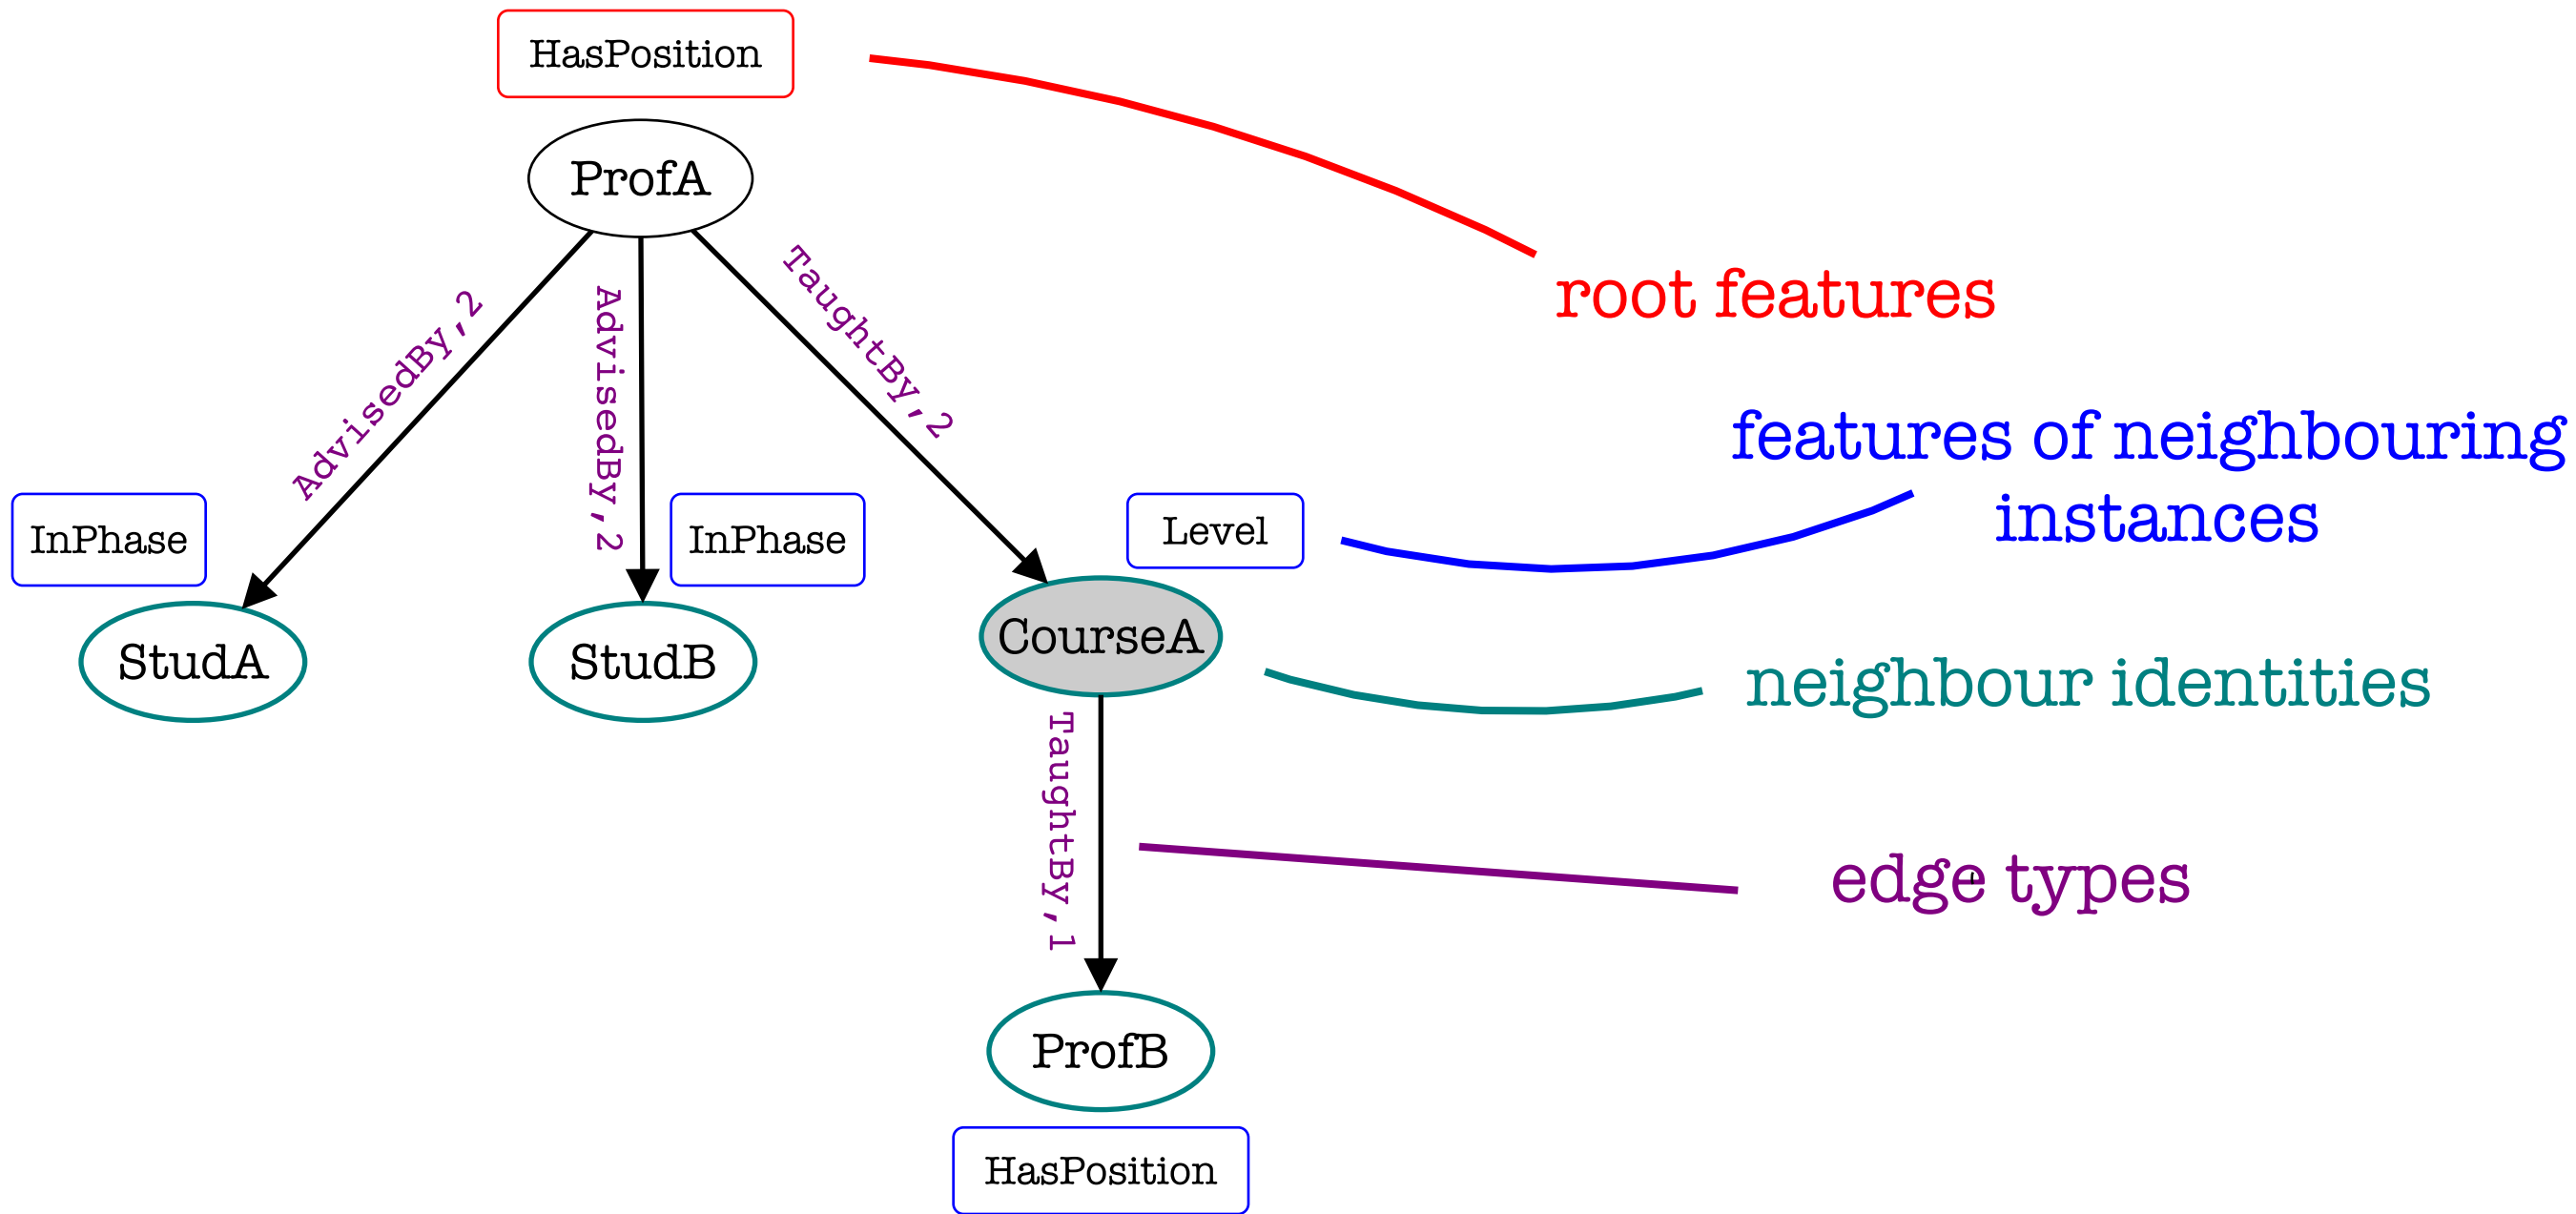 HasPosition
ProfA
root features
AdvisedBy,2
AdvisedBy,2
TaughtBy,2
features of neighbouring
instances
InPhase
InPhase
Level
StudA
StudB
CourseA
neighbour identities
TaughtBy,1
edge types
ProfB
HasPosition